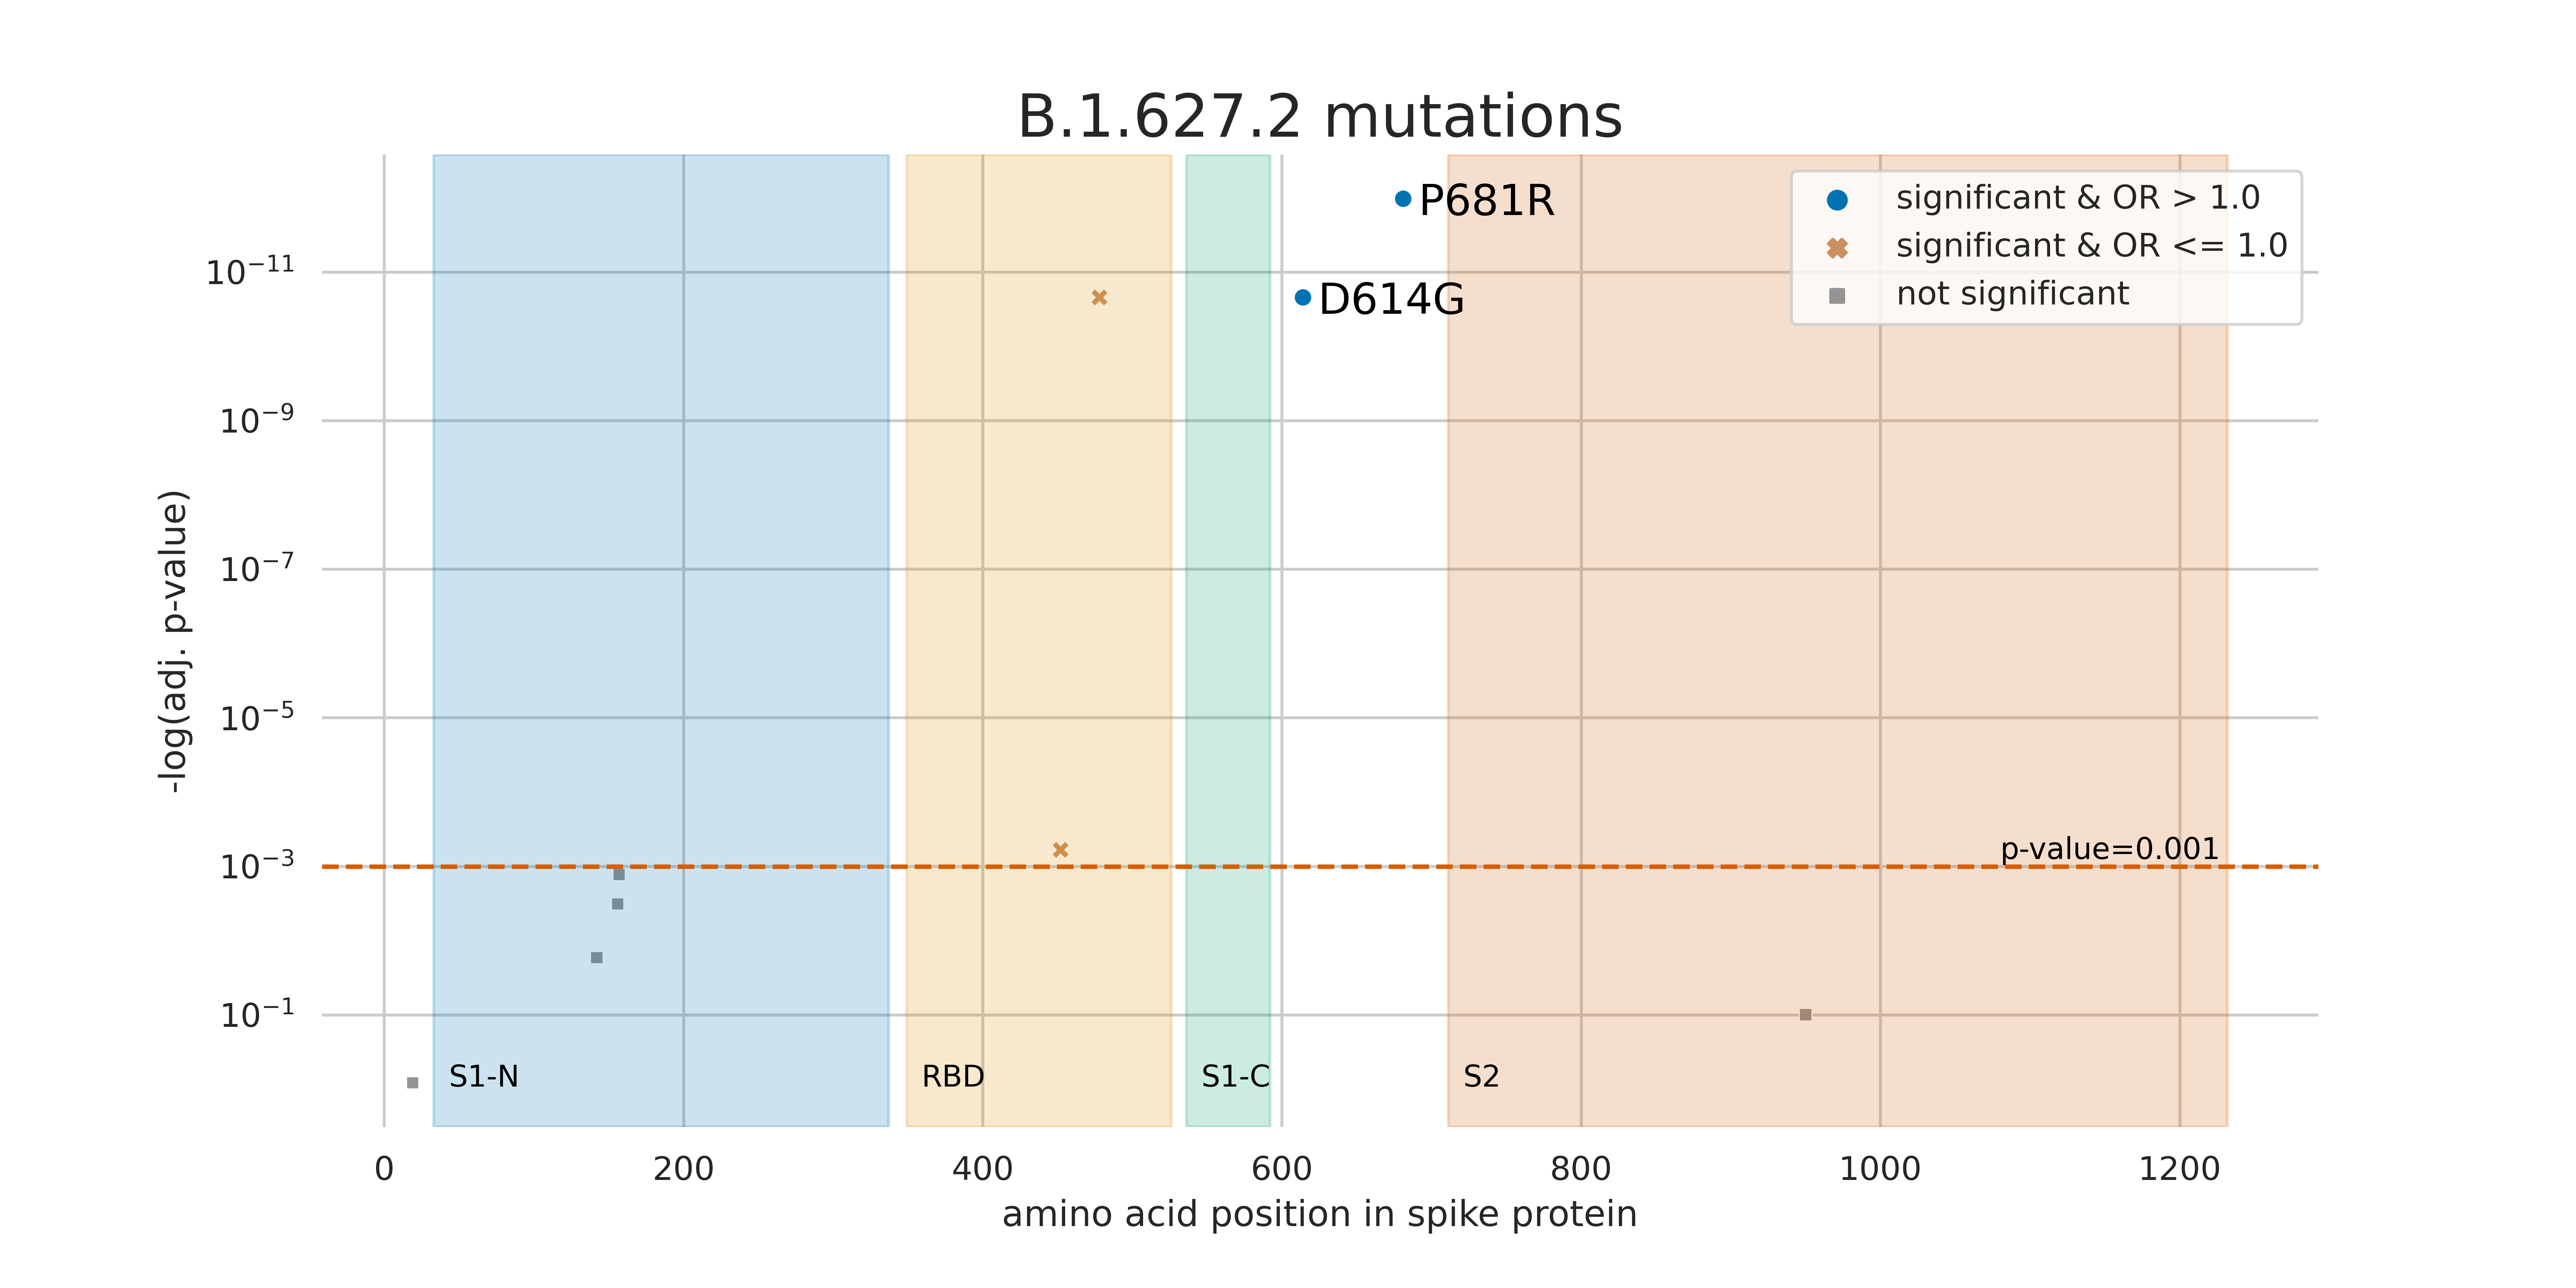 B.1.627.2 mutations
P681R
significant & OR > 1.0
significant & OR <= 1.0
not significant
D614G
10⁻¹¹
10⁻⁹
10⁻⁷
10⁻⁵
10⁻³
10⁻¹
-log(adj. p-value)
p-value=0.001
S1-N
RBD
S1-C
S2
0 200 400 600 800 1000 1200
amino acid position in spike protein